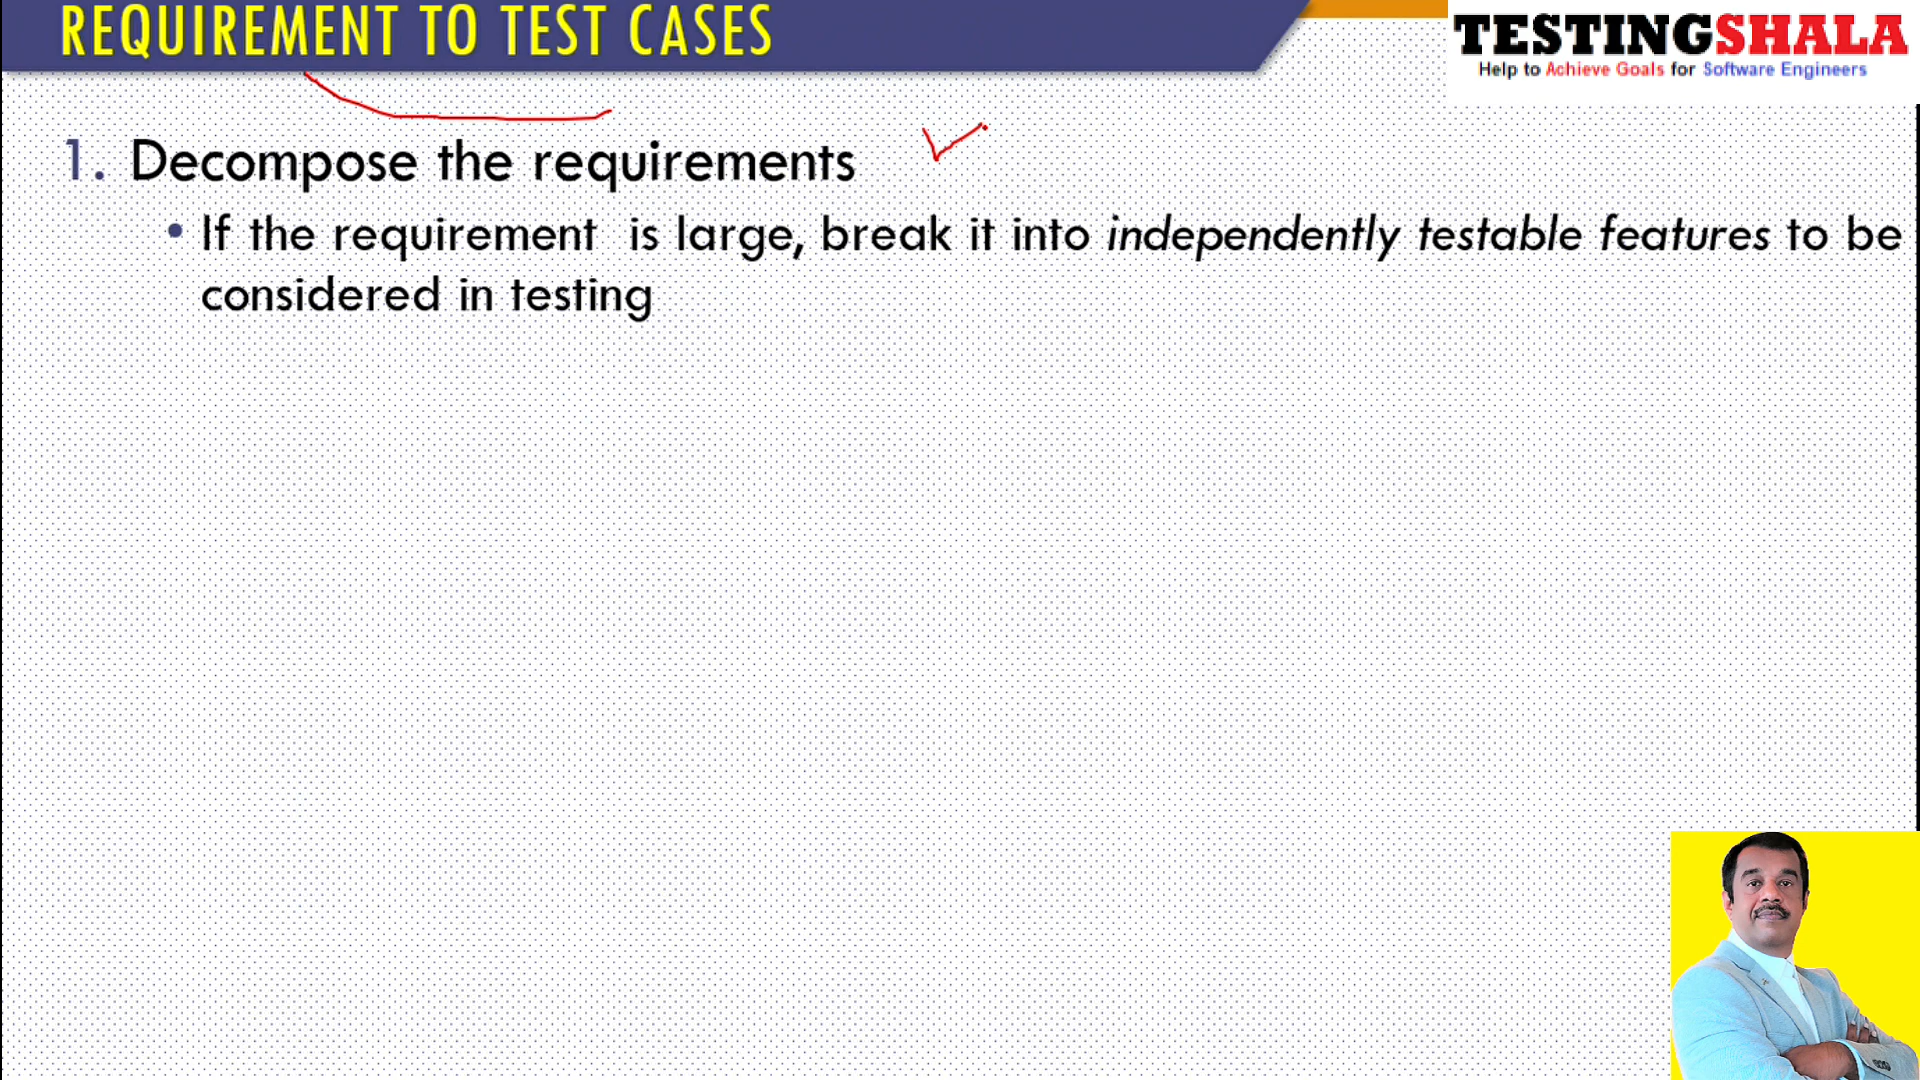 REQUIREMENT TO TEST CASES
TESTINGSHALA
Help to Achieve Goals for Software Engineers
1. Decompose the requirements
• If the requirement is large, break it into independently testable features to be
considered in testing